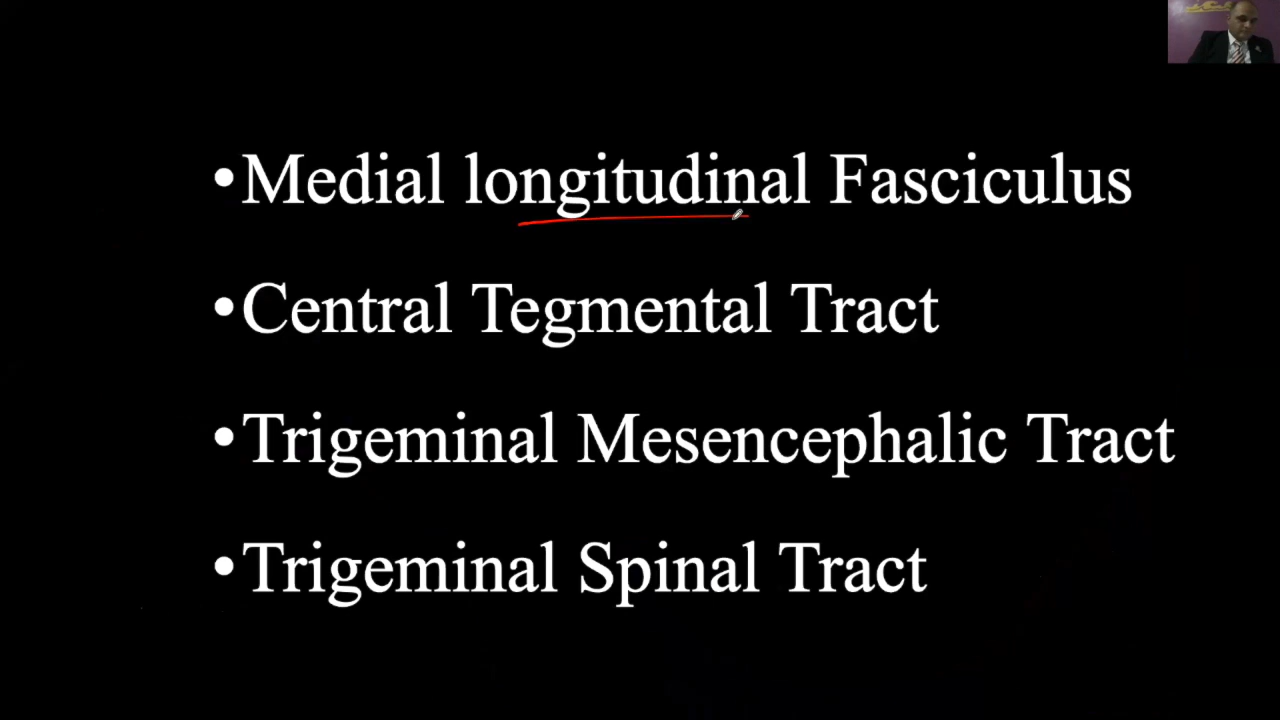 •Medial longitudinal Fasciculus
•Central Tegmental Tract
•Trigeminal Mesencephalic Tract
•Trigeminal Spinal Tract